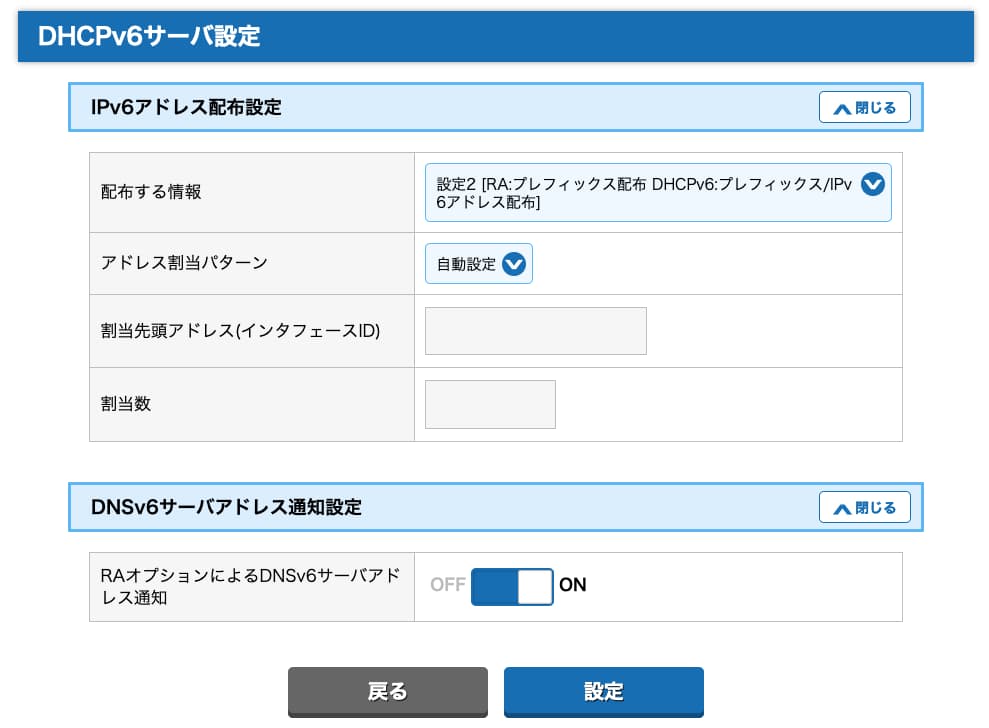 DHCPv6サーバ設定
IPv6アドレス配布設定
閉じる
配布する情報
設定2 [RA:プレフィックス配布 DHCPv6:プレフィックス/IPv
6アドレス配布]
アドレス割当パターン
自動設定
割当先頭アドレス(インタフェースID)
割当数
DNSv6サーバアドレス通知設定
閉じる
RAオプションによるDNSv6サーバアド
レス通知
OFF
ON
戻る
設定